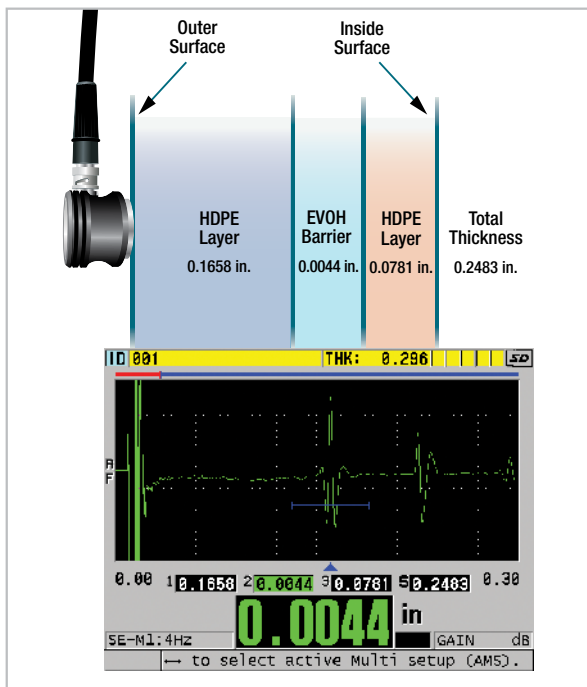 Outer
Surface
Inside
Surface
HDPE
Layer
0.1658 in.
EVOH
Barrier
0.0044 in.
HDPE
Layer
0.0781 in.
Total
Thickness
0.2483 in.
ID 001 THK: 0.296 SD
A
F
0.00 1 0.1658 2 0.0044 3 0.0781 S 0.2483 0.30
0.0044 in
SE-M1:4Hz GAIN dB
↔ to select active Multi setup (AMS).